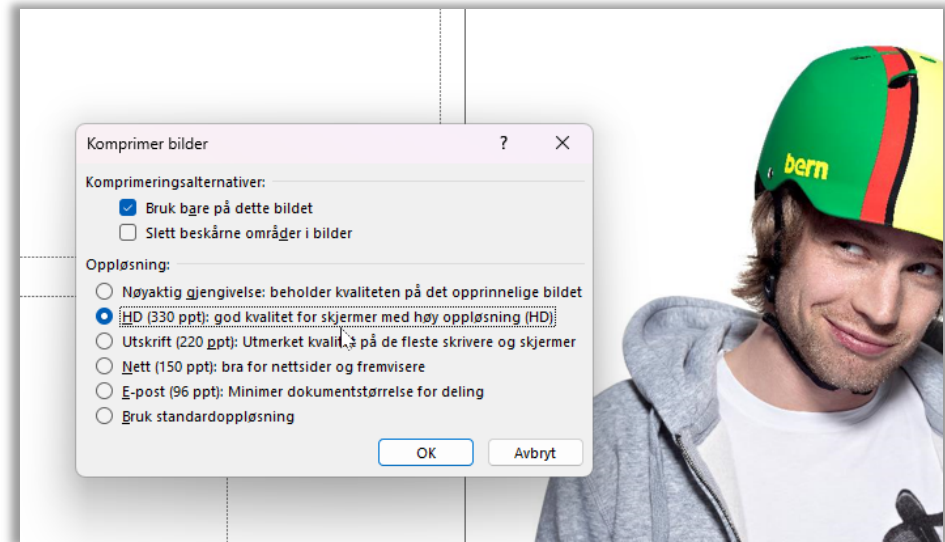 Komprimer bilder
?
Komprimeringsalternativer:
Bruk bare på dette bildet
Slett beskårne områder i bilder
Oppløsning:
Nøyaktig gjengivelse: beholder kvaliteten på det opprinnelige bildet
HD (330 ppt): god kvalitet for skjermer med høy oppløsning (HD)
Utskrift (220 ppt): Utmerket kvalitet på de fleste skrivere og skjermer
Nett (150 ppt): bra for nettsider og fremvisere
E-post (96 ppt): Minimer dokumentstørrelse for deling
Bruk standardoppløsning
OK
Avbryt
bern